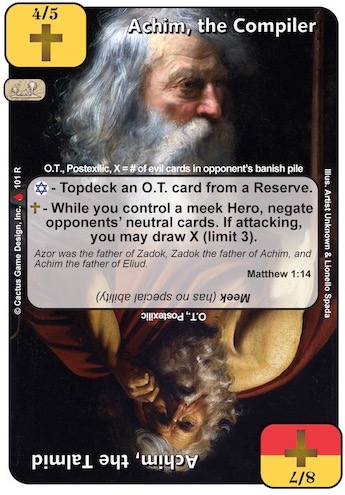 4/5
Achim, the Compiler
O.T., Postexilic, X = # of evil cards in opponent's banish pile
- Topdeck an O.T. card from a Reserve.
- While you control a meek Hero, negate
opponents' neutral cards. If attacking,
you may draw X (limit 3).
Azor was the father of Zadok, Zadok the father of Achim, and
Achim the father of Eliud.
Matthew 1:14
Meek (has no special ability)
O.T., Postexilic
Achim, the Talmid
8/7
© Cactus Game Design, Inc. 101 R
Illus. Artist Unknown & Lionello Spada